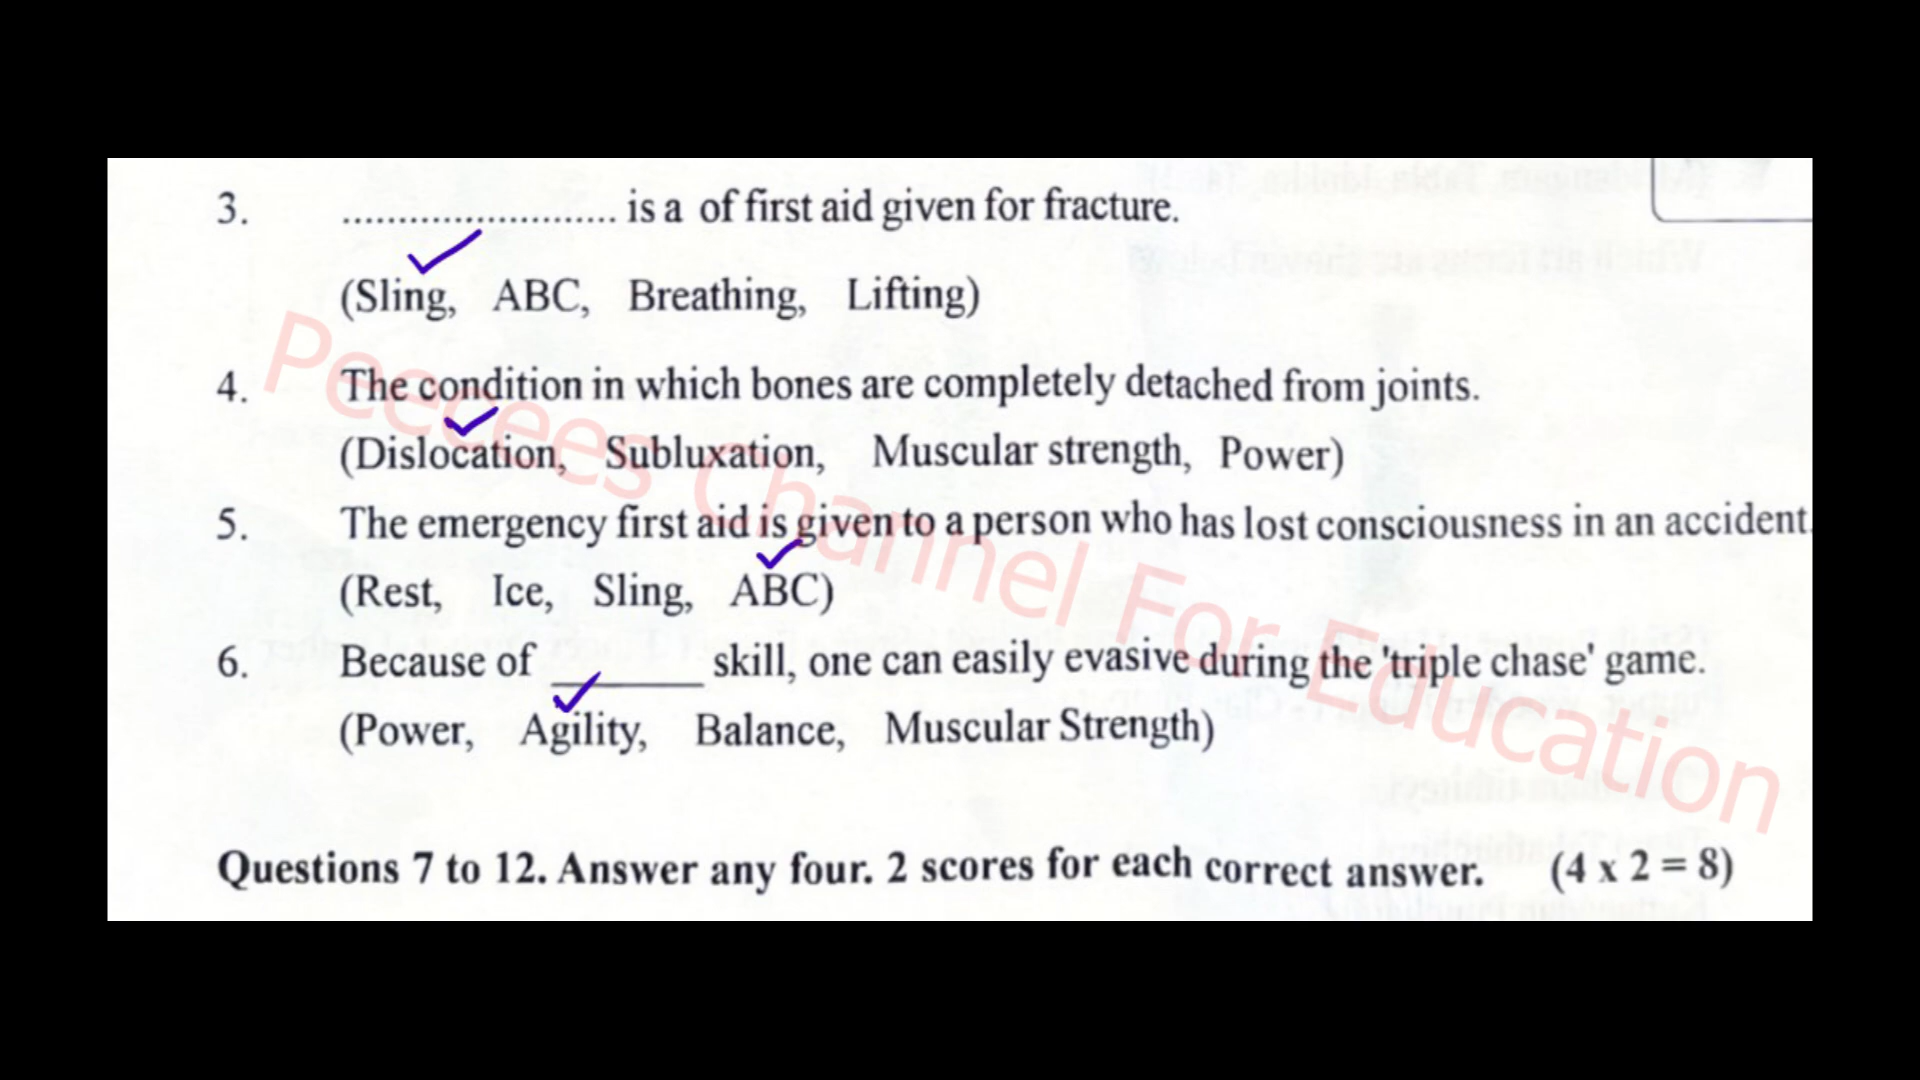 3. ........................ is a of first aid given for fracture.
(Sling, ABC, Breathing, Lifting)
4. The condition in which bones are completely detached from joints.
(Dislocation, Subluxation, Muscular strength, Power)
5. The emergency first aid is given to a person who has lost consciousness in an accident.
(Rest, Ice, Sling, ABC)
6. Because of ________ skill, one can easily evasive during the 'triple chase' game.
(Power, Agility, Balance, Muscular Strength)
Questions 7 to 12. Answer any four. 2 scores for each correct answer. (4 x 2 = 8)
Peecees Channel For Education